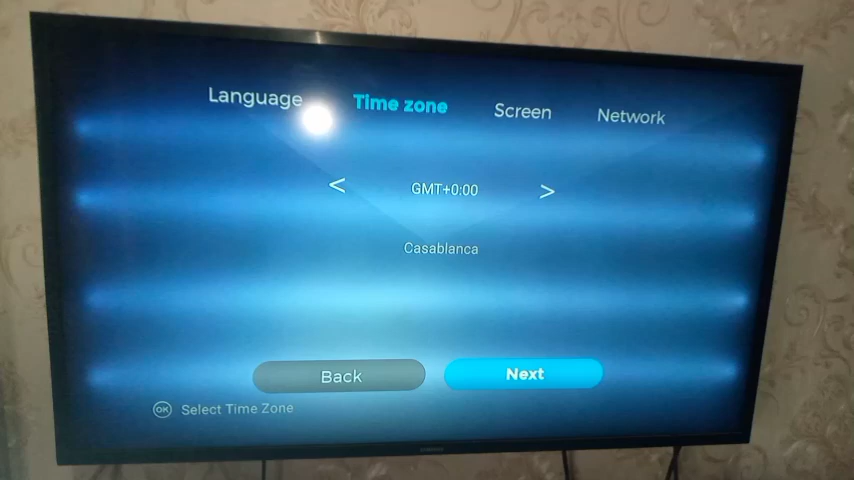 Language Time zone Screen Network
< GMT+0:00 >
Casablanca
Back Next
OK Select Time Zone